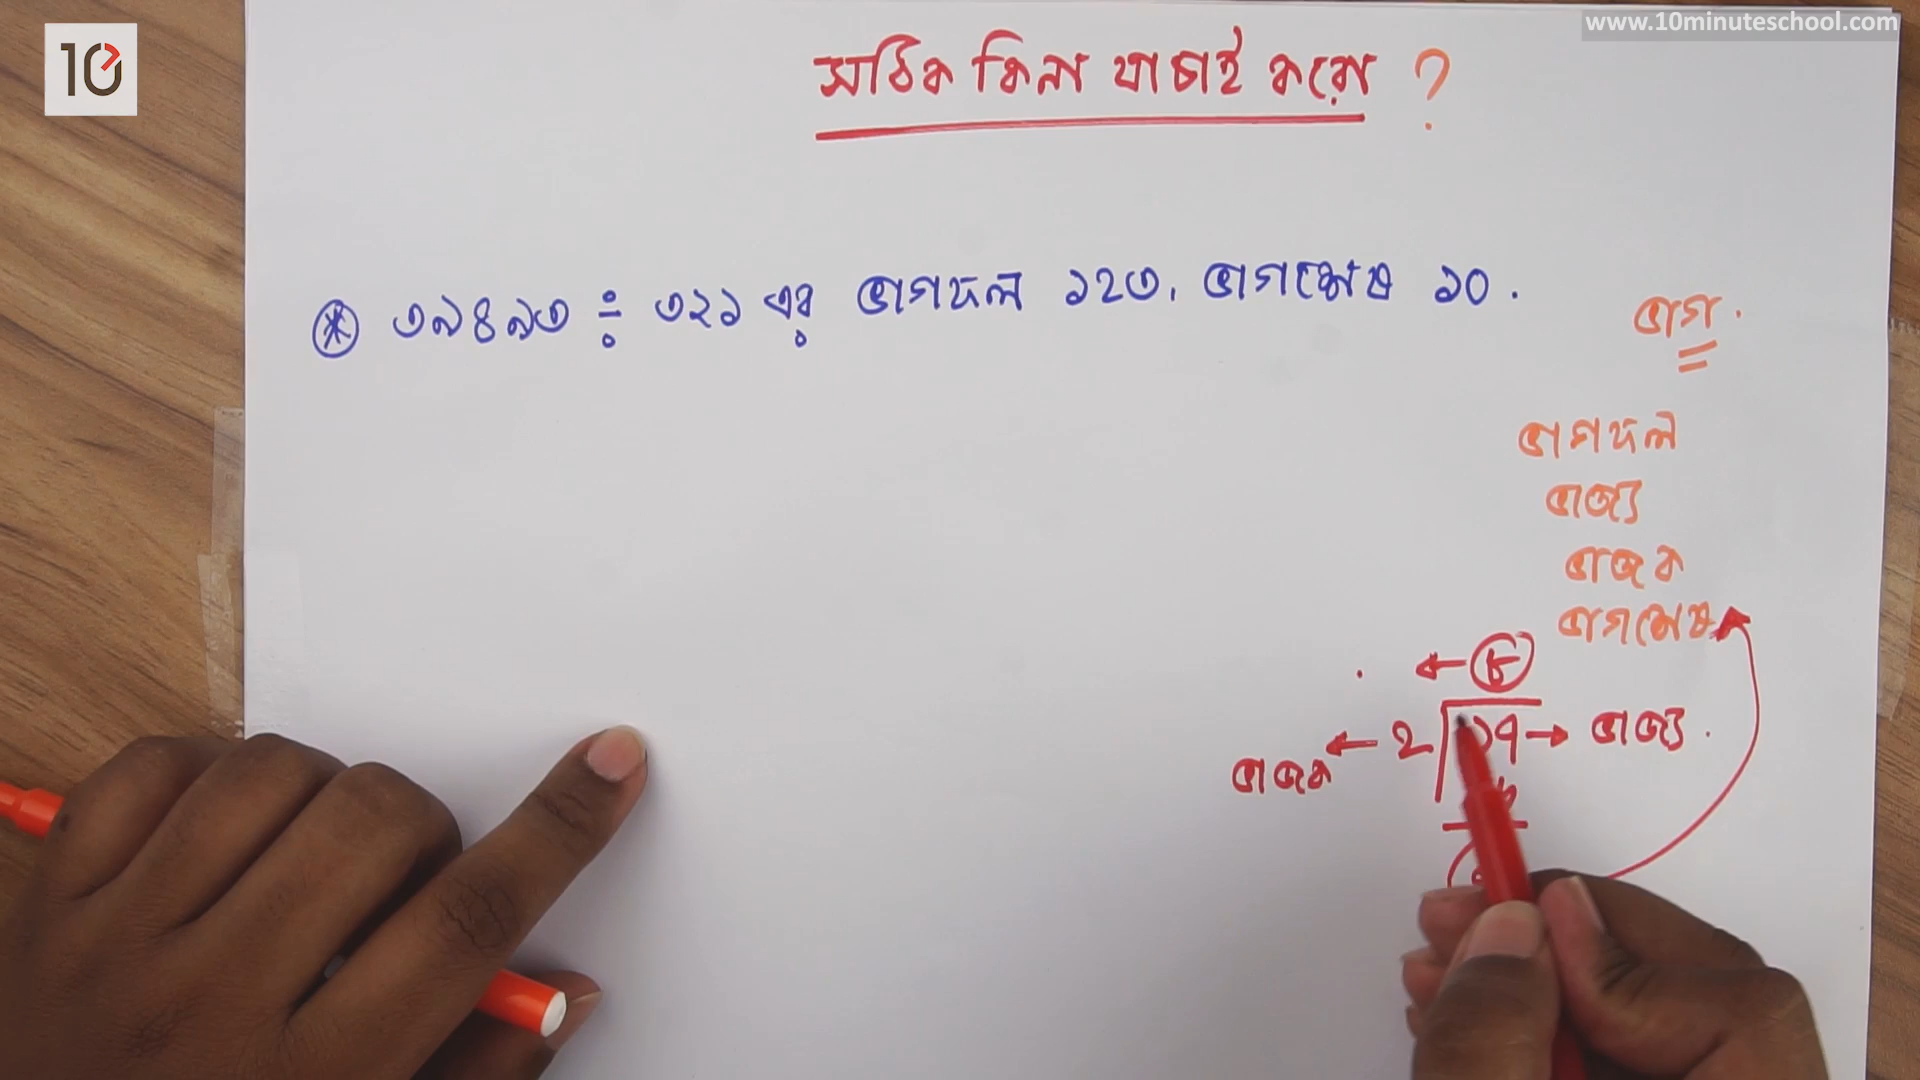 10
www.10minuteschool.com
সঠিক কিনা যাচাই করো ?
* ৩৯৪৯৩ ÷ ৩২১ এর ভাগফল ১২৩, ভাগশেষ ১০.
ভাগ.
ভাগফল
ভাজ্য
ভাজক
ভাগশেষ
৮
ভাজক ২ ১৭ ভাজ্য.